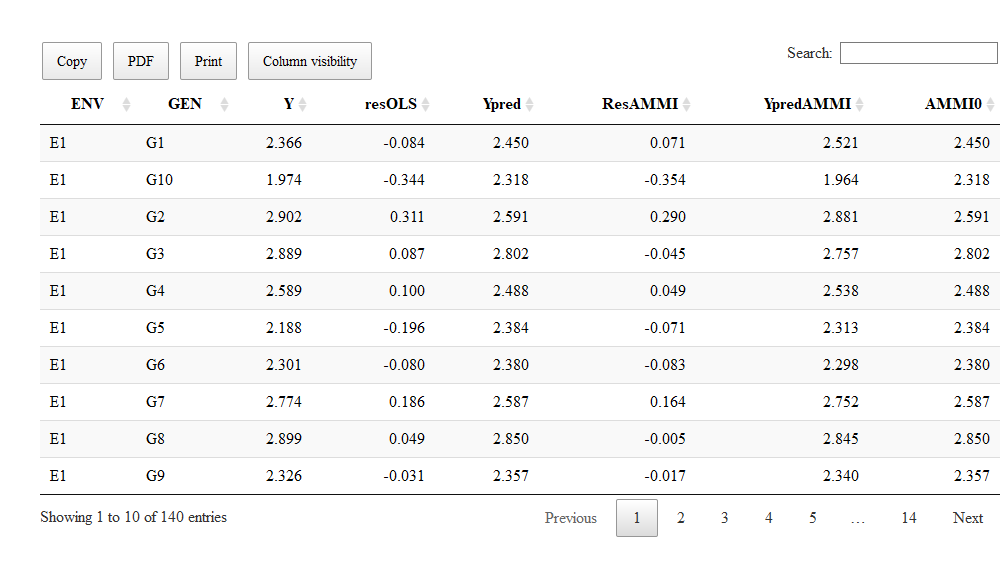 Copy PDF Print Column visibility Search:
ENV GEN Y resOLS Ypred ResAMMI YpredAMMI AMMI0
E1 G1 2.366 -0.084 2.450 0.071 2.521 2.450
E1 G10 1.974 -0.344 2.318 -0.354 1.964 2.318
E1 G2 2.902 0.311 2.591 0.290 2.881 2.591
E1 G3 2.889 0.087 2.802 -0.045 2.757 2.802
E1 G4 2.589 0.100 2.488 0.049 2.538 2.488
E1 G5 2.188 -0.196 2.384 -0.071 2.313 2.384
E1 G6 2.301 -0.080 2.380 -0.083 2.298 2.380
E1 G7 2.774 0.186 2.587 0.164 2.752 2.587
E1 G8 2.899 0.049 2.850 -0.005 2.845 2.850
E1 G9 2.326 -0.031 2.357 -0.017 2.340 2.357
Showing 1 to 10 of 140 entries Previous 1 2 3 4 5 … 14 Next